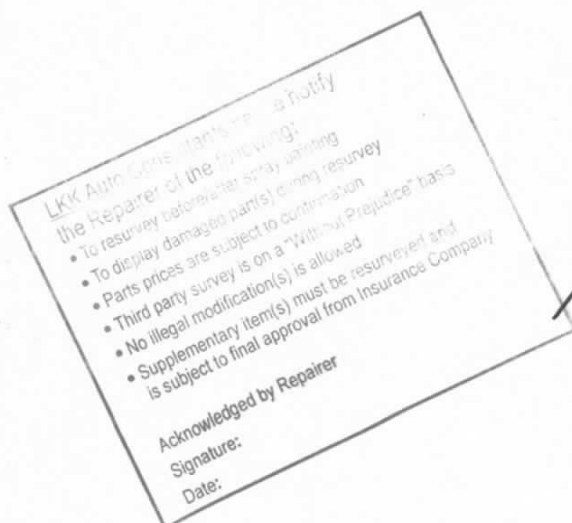 LKK Auto Consultants notify
the Repairer of the following:
• To resurvey before/after spray painting
• To display damaged part(s) during resurvey
• Parts prices are subject to confirmation
• Third party survey is on a "Without Prejudice" basis
• No illegal modification(s) is allowed
• Supplementary item(s) must be resurveyed and
is subject to final approval from Insurance Company
Acknowledged by Repairer
Signature:
Date: